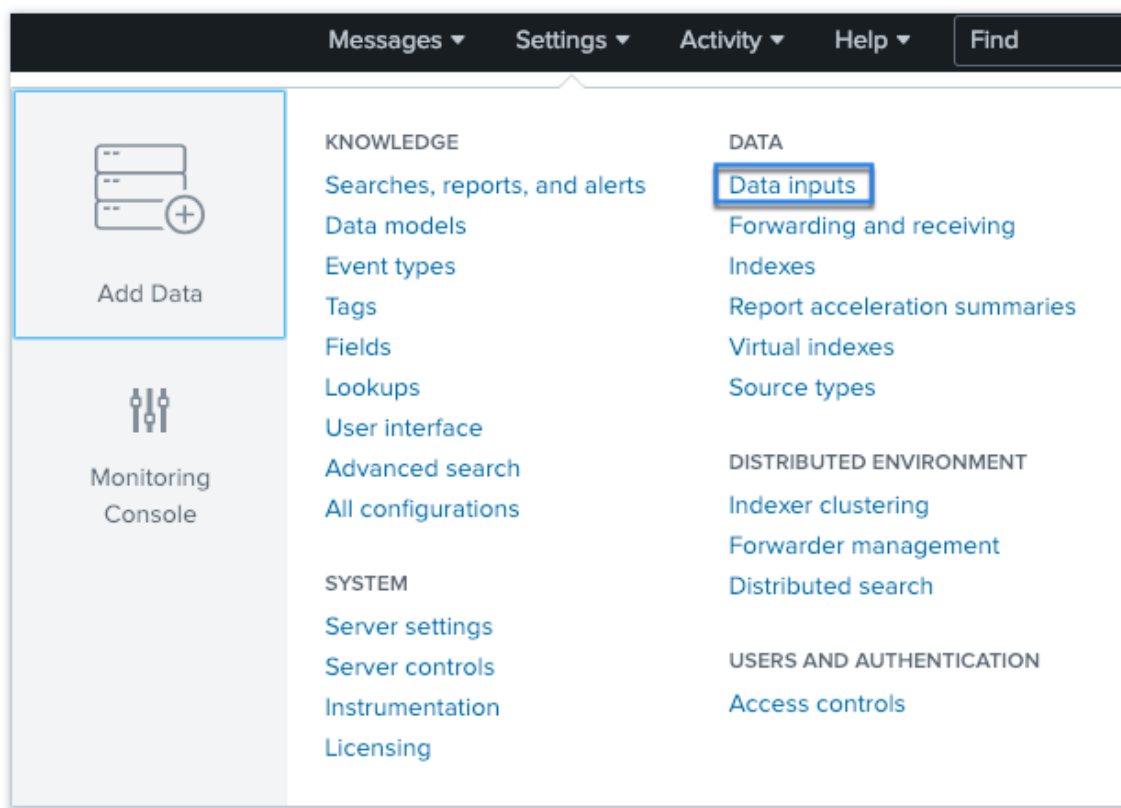 Messages ▾ Settings ▾ Activity ▾ Help ▾ Find
Add Data
Monitoring
Console
KNOWLEDGE
Searches, reports, and alerts
Data models
Event types
Tags
Fields
Lookups
User interface
Advanced search
All configurations
SYSTEM
Server settings
Server controls
Instrumentation
Licensing
DATA
Data inputs
Forwarding and receiving
Indexes
Report acceleration summaries
Virtual indexes
Source types
DISTRIBUTED ENVIRONMENT
Indexer clustering
Forwarder management
Distributed search
USERS AND AUTHENTICATION
Access controls